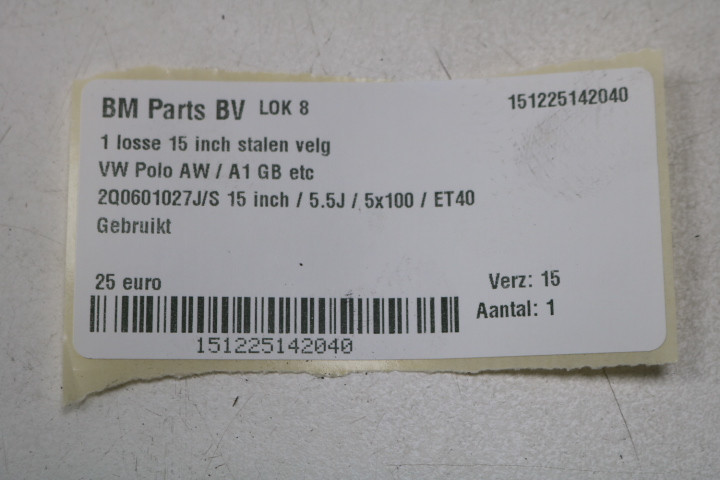 BM Parts BV LOK 8 151225142040
1 losse 15 inch stalen velg
VW Polo AW / A1 GB etc
2Q0601027J/S 15 inch / 5.5J / 5x100 / ET40
Gebruikt
25 euro Verz: 15
Aantal: 1
151225142040